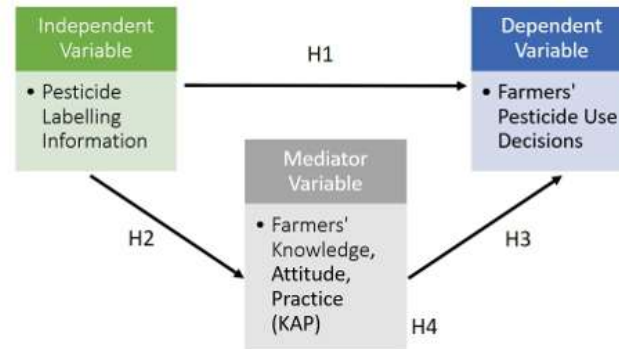 Independent
Variable
• Pesticide
Labelling
Information
H1
Dependent
Variable
• Farmers'
Pesticide Use
Decisions
H2
Mediator
Variable
• Farmers'
Knowledge,
Attitude,
Practice
(KAP)
H3
H4